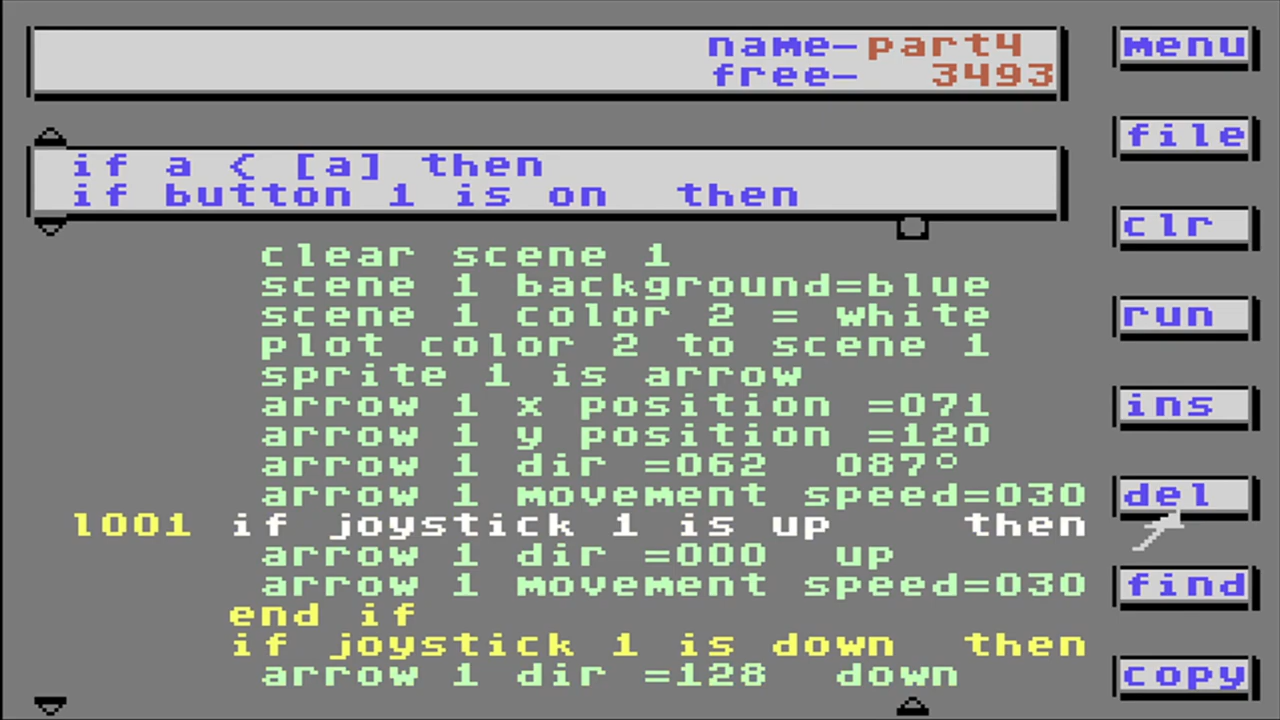 name-part4
free- 3493
menu
file
if a < [a] then
if button 1 is on then
clr
clear scene 1
scene 1 background=blue
scene 1 color 2 = white
run
plot color 2 to scene 1
sprite 1 is arrow
arrow 1 x position =071
ins
arrow 1 y position =120
arrow 1 dir =062 087°
arrow 1 movement speed=030
del
l001 if joystick 1 is up then
arrow 1 dir =000 up
arrow 1 movement speed=030
find
end if
if joystick 1 is down then
arrow 1 dir =128 down
copy